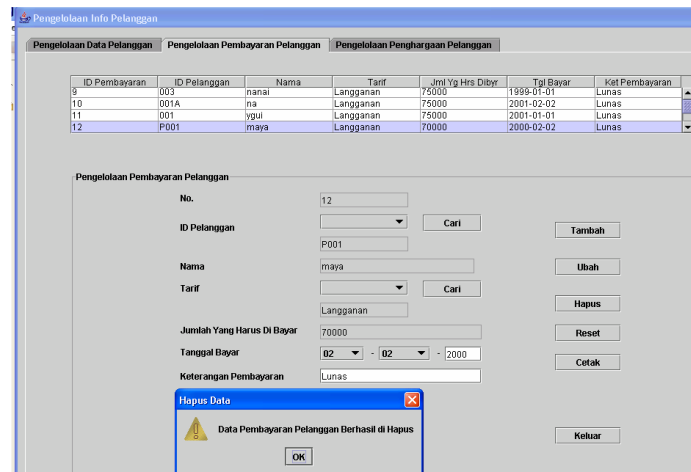 Pengelolaan Info Pelanggan
Pengelolaan Data Pelanggan Pengelolaan Pembayaran Pelanggan Pengelolaan Penghargaan Pelanggan
ID Pembayaran ID Pelanggan Nama Tarif Jml Yg Hrs Dibyr Tgl Bayar Ket Pembayaran
9 003 nanai Langganan 75000 1999-01-01 Lunas
10 001A na Langganan 75000 2001-02-02 Lunas
11 001 ygui Langganan 75000 2001-01-01 Lunas
12 P001 maya Langganan 70000 2000-02-02 Lunas
Pengelolaan Pembayaran Pelanggan
No. 12
ID Pelanggan Cari Tambah
P001
Nama maya Ubah
Tarif Cari
Langganan Hapus
Jumlah Yang Harus Di Bayar 70000 Reset
Tanggal Bayar 02 - 02 - 2000 Cetak
Keterangan Pembayaran Lunas
Hapus Data
Data Pembayaran Pelanggan Berhasil di Hapus
OK
Keluar